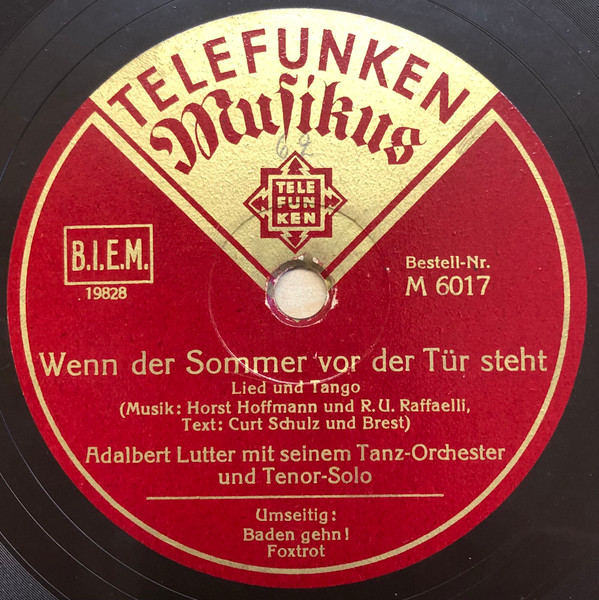 TELEFUNKEN
Musikus
62
TELE
FUN
KEN
B.I.E.M.
19828
Bestell-Nr.
M 6017
Wenn der Sommer vor der Tür steht
Lied und Tango
(Musik: Horst Hoffmann und R. U. Raffaelli,
Text: Curt Schulz und Brest)
Adalbert Lutter mit seinem Tanz-Orchester
und Tenor-Solo
Umseitig:
Baden gehn!
Foxtrot